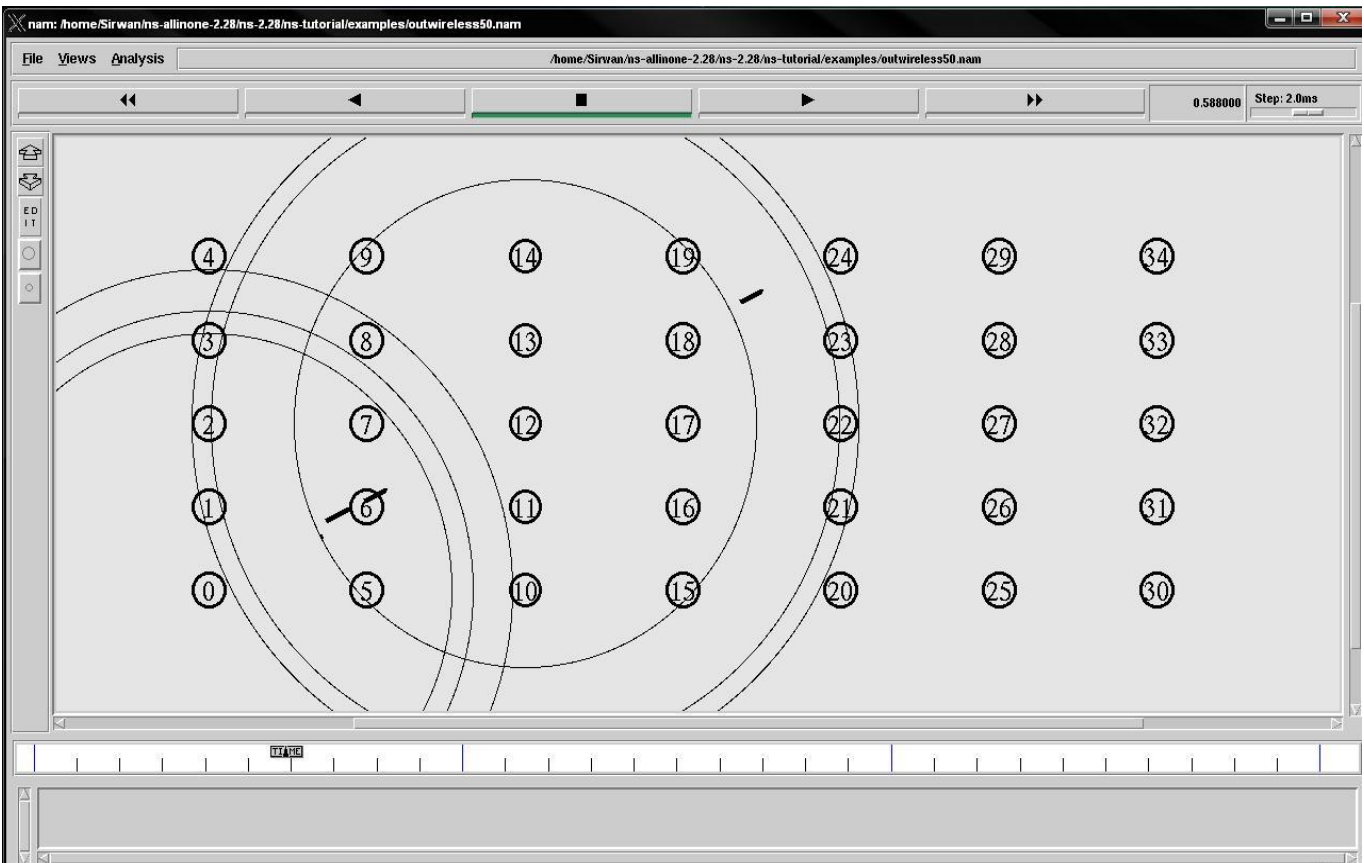 nam: /home/Sirwan/ns-allinone-2.28/ns-2.28/ns-tutorial/examples/outwireless50.nam
File Views Analysis /home/Sirwan/ns-allinone-2.28/ns-2.28/ns-tutorial/examples/outwireless50.nam
0.588000 Step: 2.0ms
ED
IT
4 9 14 19 24 29 34
3 8 13 18 23 28 33
2 7 12 17 22 27 32
1 6 11 16 21 26 31
0 5 10 15 20 25 30
TIME